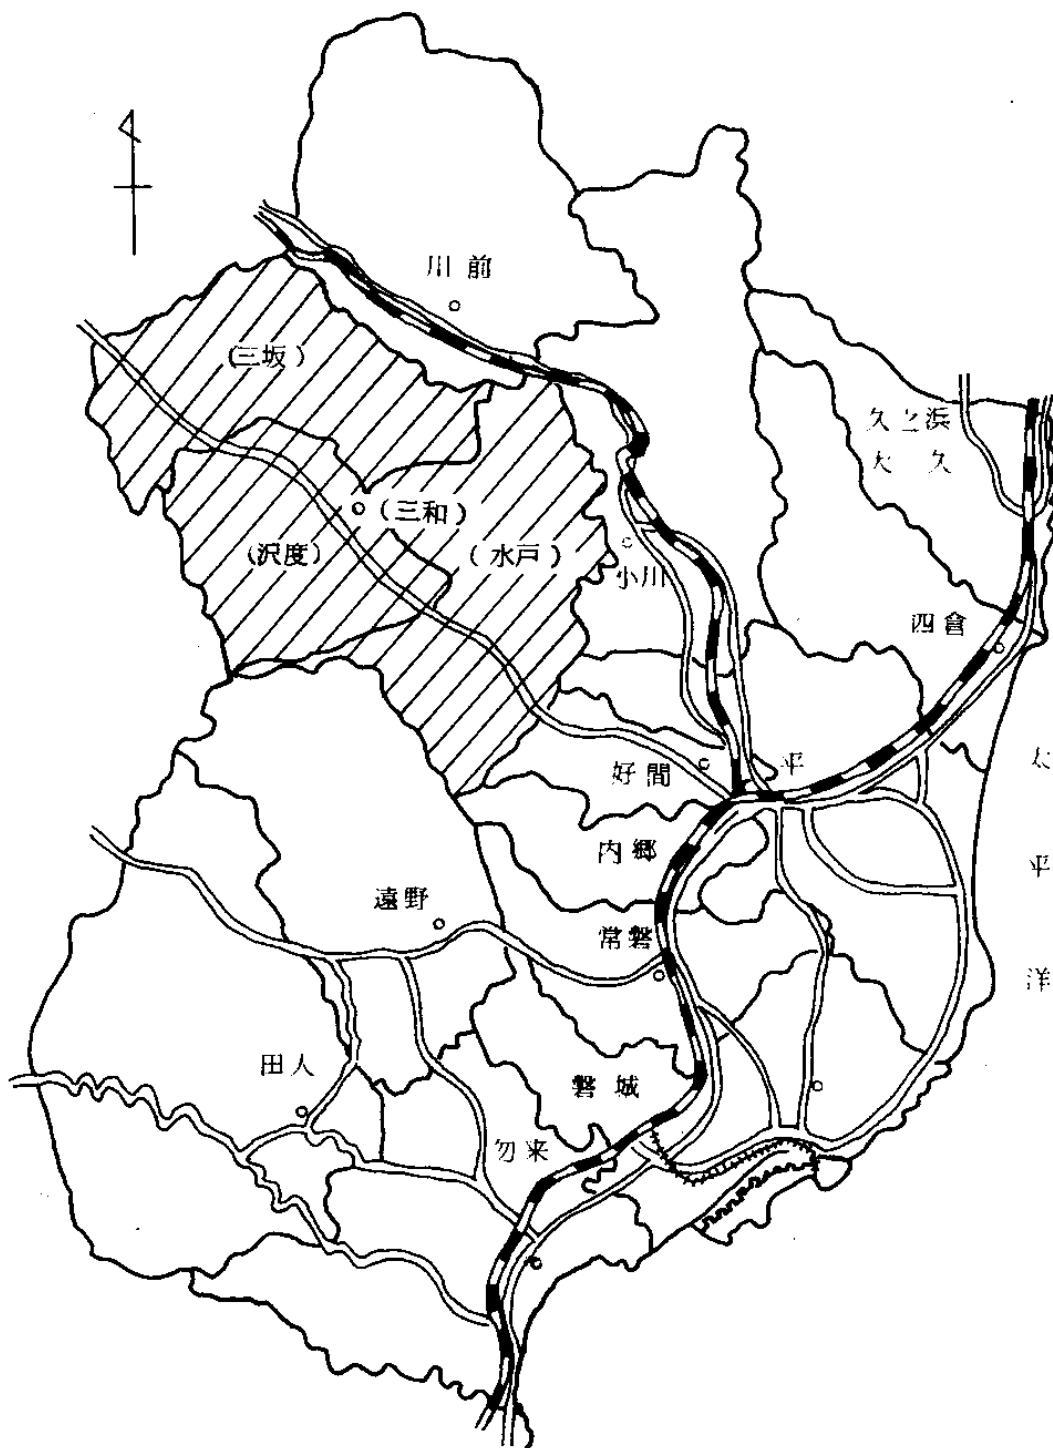 川前
(三坂)
久之浜
大久
(三和)
(沢度)
(水戸)
小川
四倉
好間
平
内郷
遠野
常磐
田人
磐城
勿来
太平洋